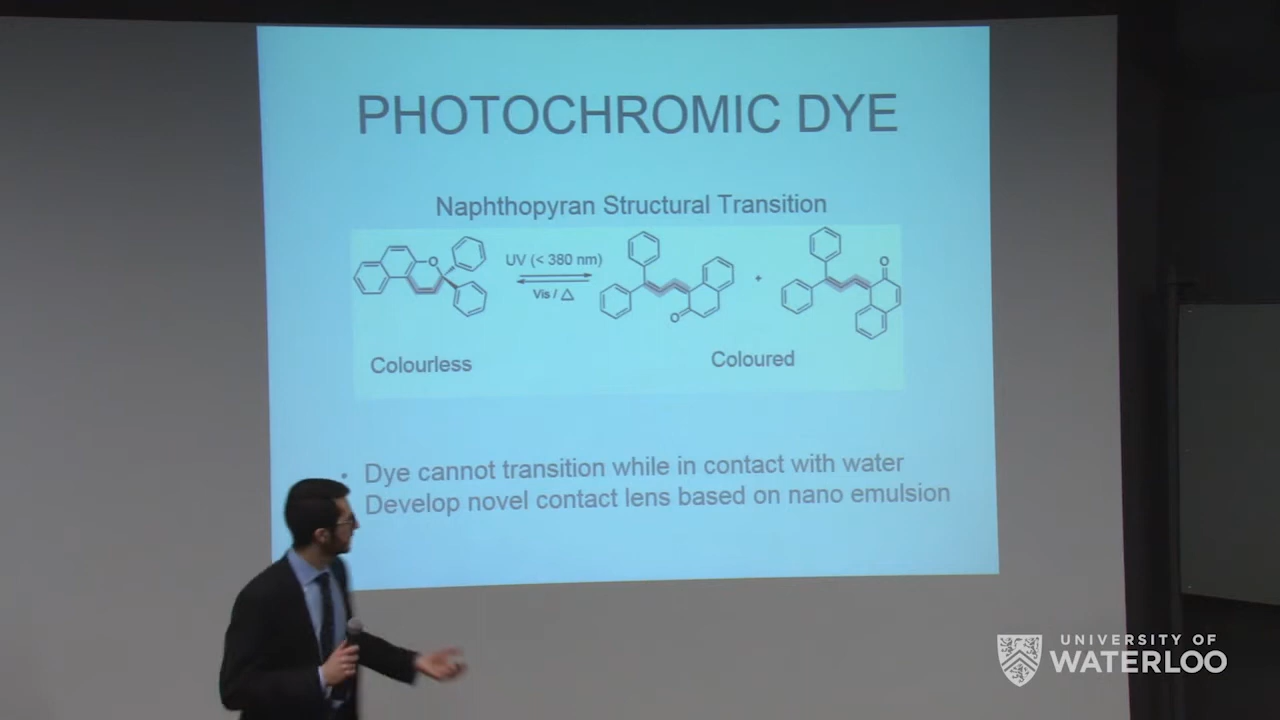 PHOTOCHROMIC DYE
Naphthopyran Structural Transition
UV (< 380 nm)
Vis / △
O
O
O
+
Colourless
Coloured
• Dye cannot transition while in contact with water
Develop novel contact lens based on nano emulsion
UNIVERSITY OF
WATERLOO